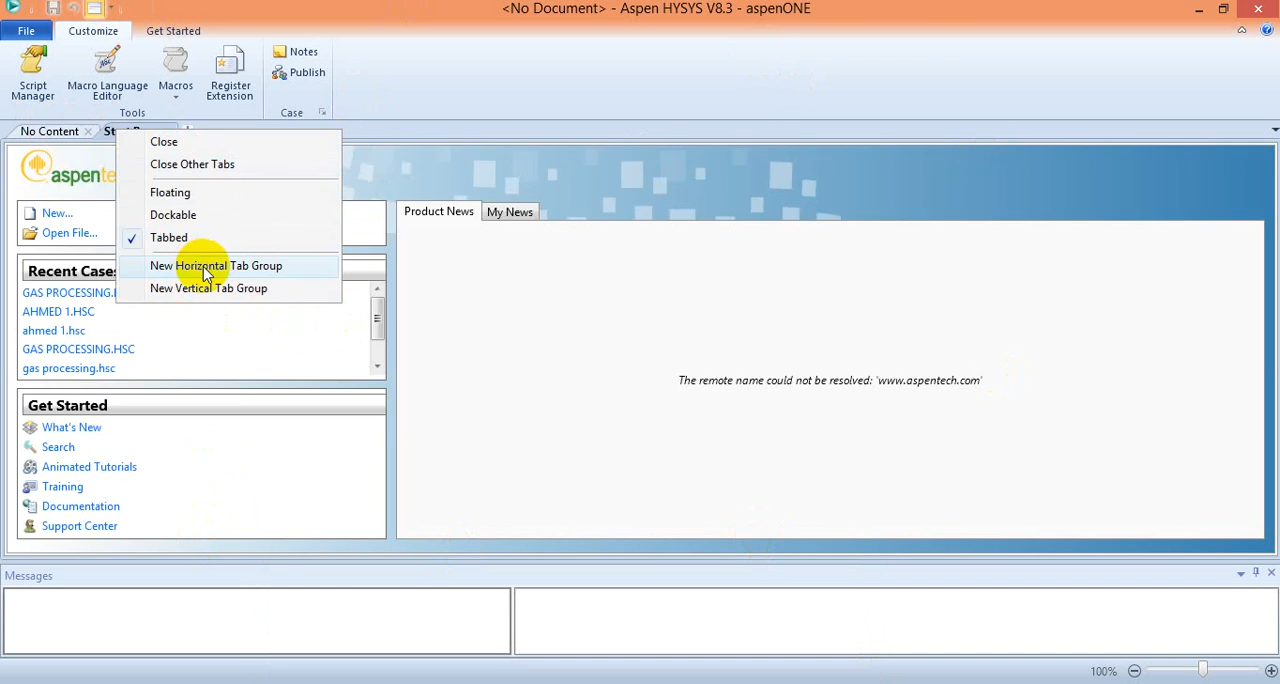 <No Document> - Aspen HYSYS V8.3 - aspenONE
File
Customize
Get Started
Script Manager
Macro Language Editor
Macros
Register Extension
Notes
Publish
Tools
Case
No Content
Close
Close Other Tabs
Floating
Dockable
Tabbed
New Horizontal Tab Group
New Vertical Tab Group
New...
Open File...
Recent Cases
GAS PROCESSING.
AHMED 1.HSC
ahmed 1.hsc
GAS PROCESSING.HSC
gas processing.hsc
Get Started
What's New
Search
Animated Tutorials
Training
Documentation
Support Center
Product News
My News
The remote name could not be resolved: 'www.aspentech.com'
Messages
100%